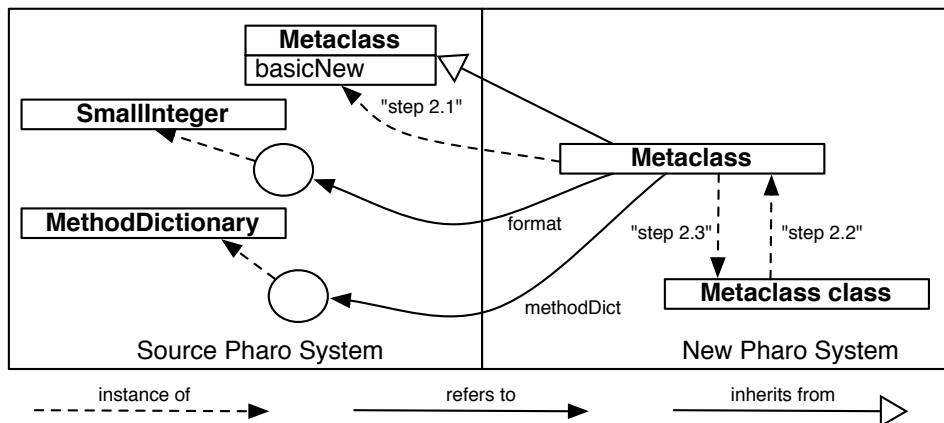 Metaclass
basicNew
"step 2.1"
SmallInteger
Metaclass
MethodDictionary
format
"step 2.3"
"step 2.2"
Metaclass class
methodDict
Source Pharo System
New Pharo System
instance of
refers to
inherits from